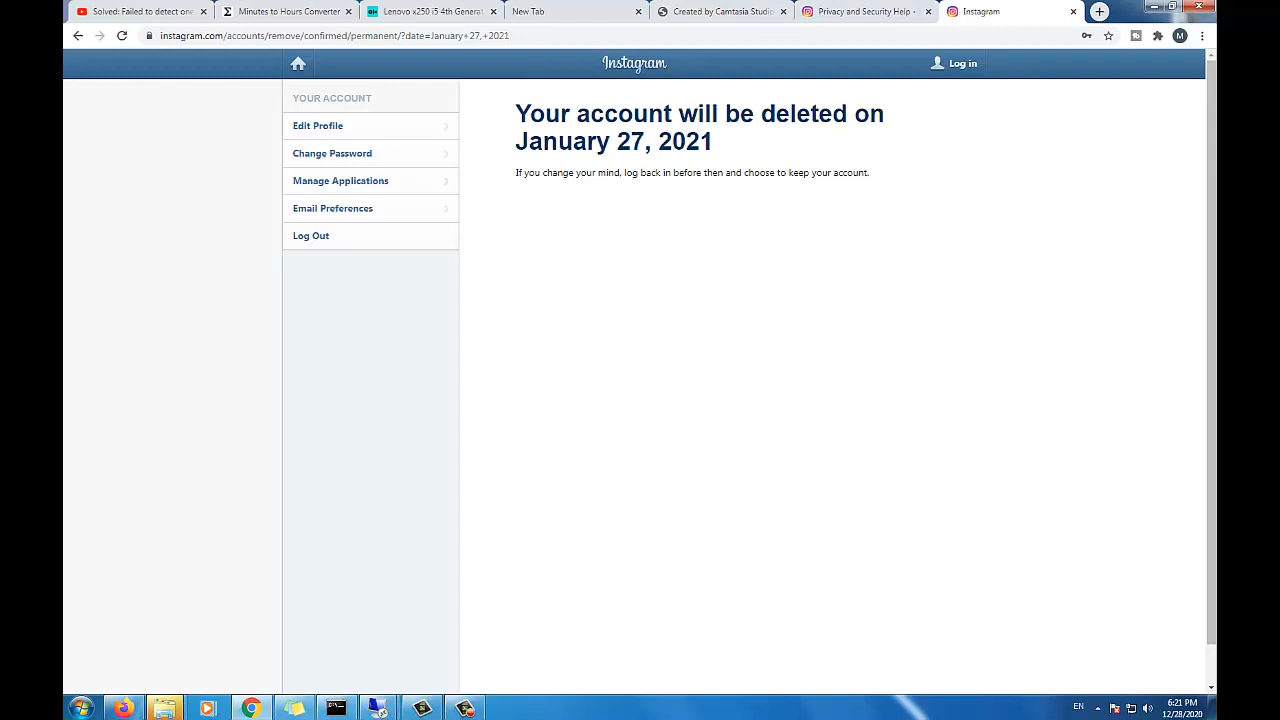 Solved: Failed to detect one
Minutes to Hours Converter
Lenovo x250 i5 4th Generat
New Tab
Created by Camtasia Studio
Privacy and Security Help -
Instagram
instagram.com/accounts/remove/confirmed/permanent/?date=January+27,+2021
M
Instagram
Log in
YOUR ACCOUNT
Edit Profile
Change Password
Manage Applications
Email Preferences
Log Out
Your account will be deleted on
January 27, 2021
If you change your mind, log back in before then and choose to keep your account.
EN
6:21 PM
12/28/2020